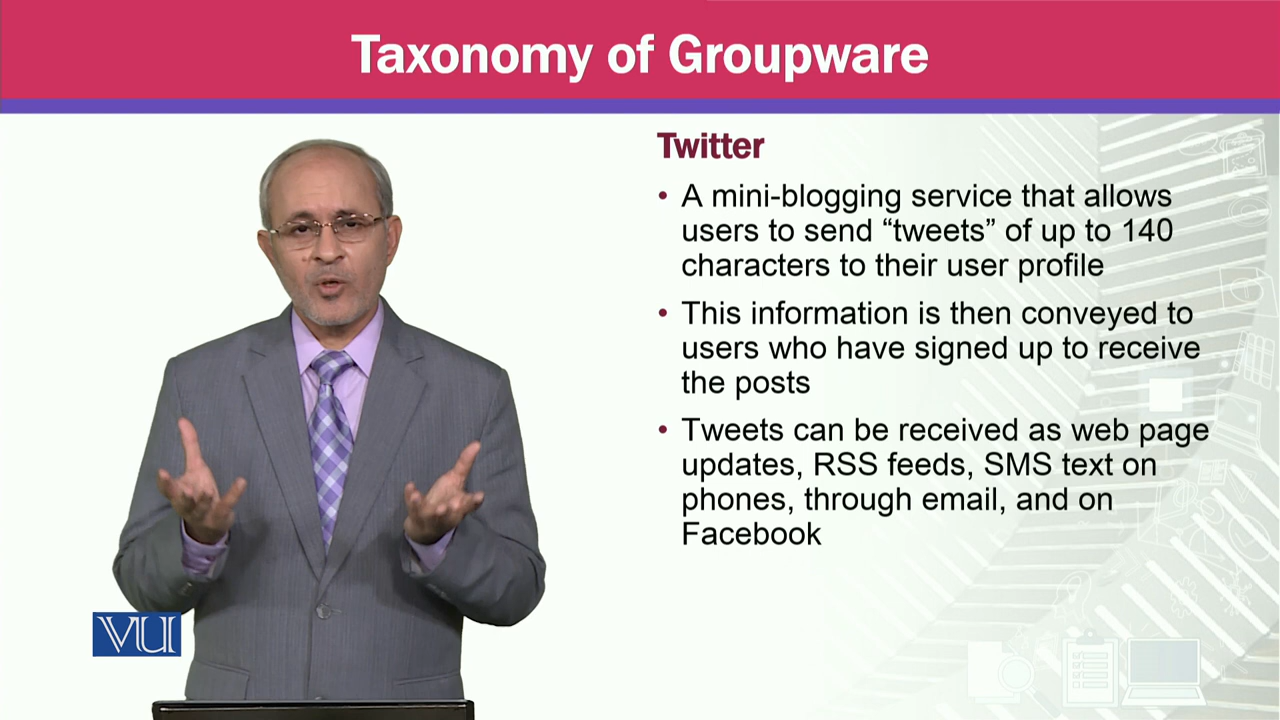 Taxonomy of Groupware
Twitter
• A mini-blogging service that allows
users to send “tweets” of up to 140
characters to their user profile
• This information is then conveyed to
users who have signed up to receive
the posts
• Tweets can be received as web page
updates, RSS feeds, SMS text on
phones, through email, and on
Facebook
VU